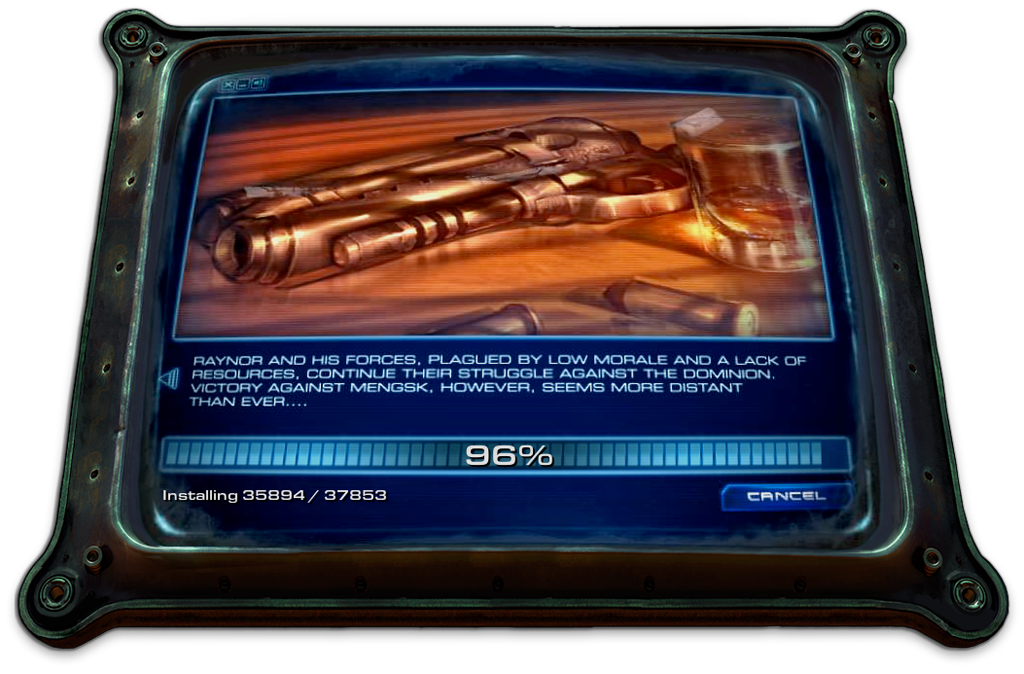 RAYNOR AND HIS FORCES, PLAGUED BY LOW MORALE AND A LACK OF
RESOURCES, CONTINUE THEIR STRUGGLE AGAINST THE DOMINION.
VICTORY AGAINST MENGSK, HOWEVER, SEEMS MORE DISTANT
THAN EVER....
96%
Installing 35894 / 37853
CANCEL